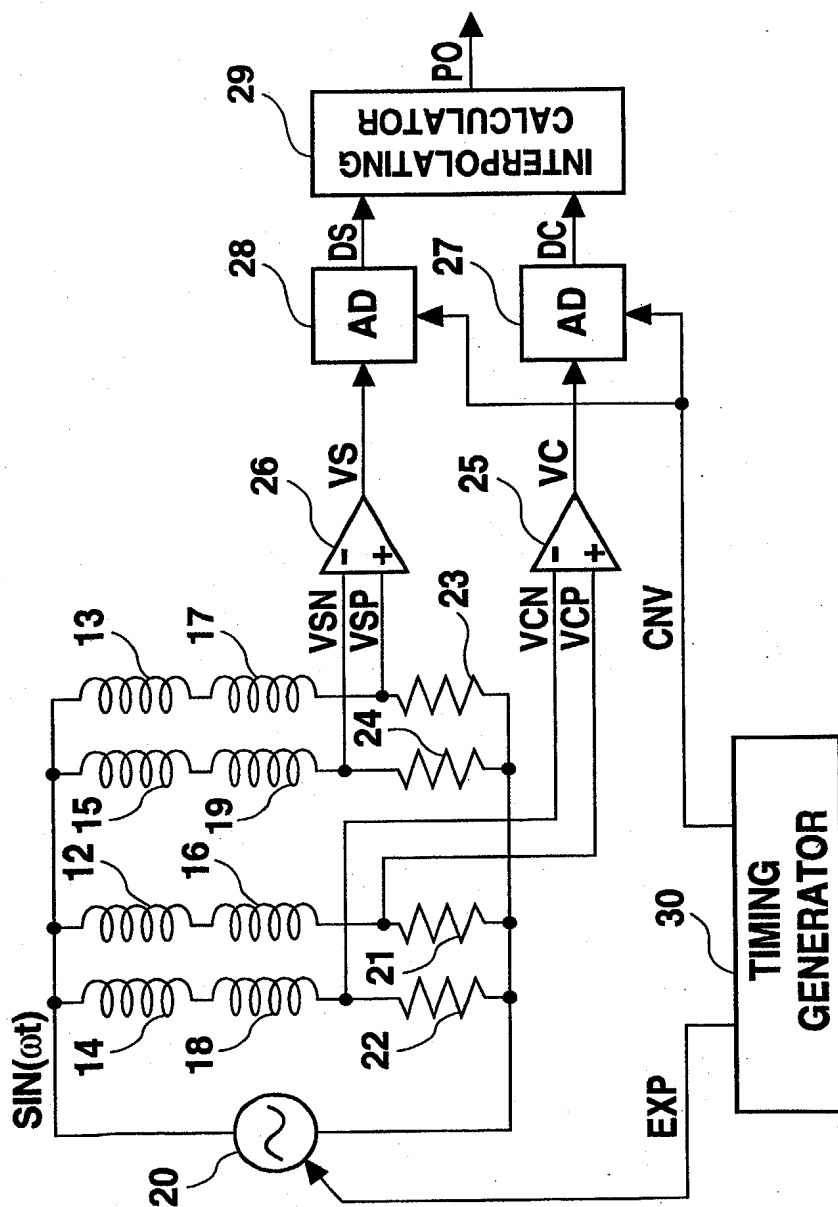 SIN(ωt)
20
14
18
22
12
16
21
15
19
24
13
17
23
VSN
VSP
26
VS
28
AD
DS
29
INTERPOLATING
CALCULATOR
PO
VCN
VCP
25
VC
27
AD
DC
CNV
EXP
30
TIMING
GENERATOR